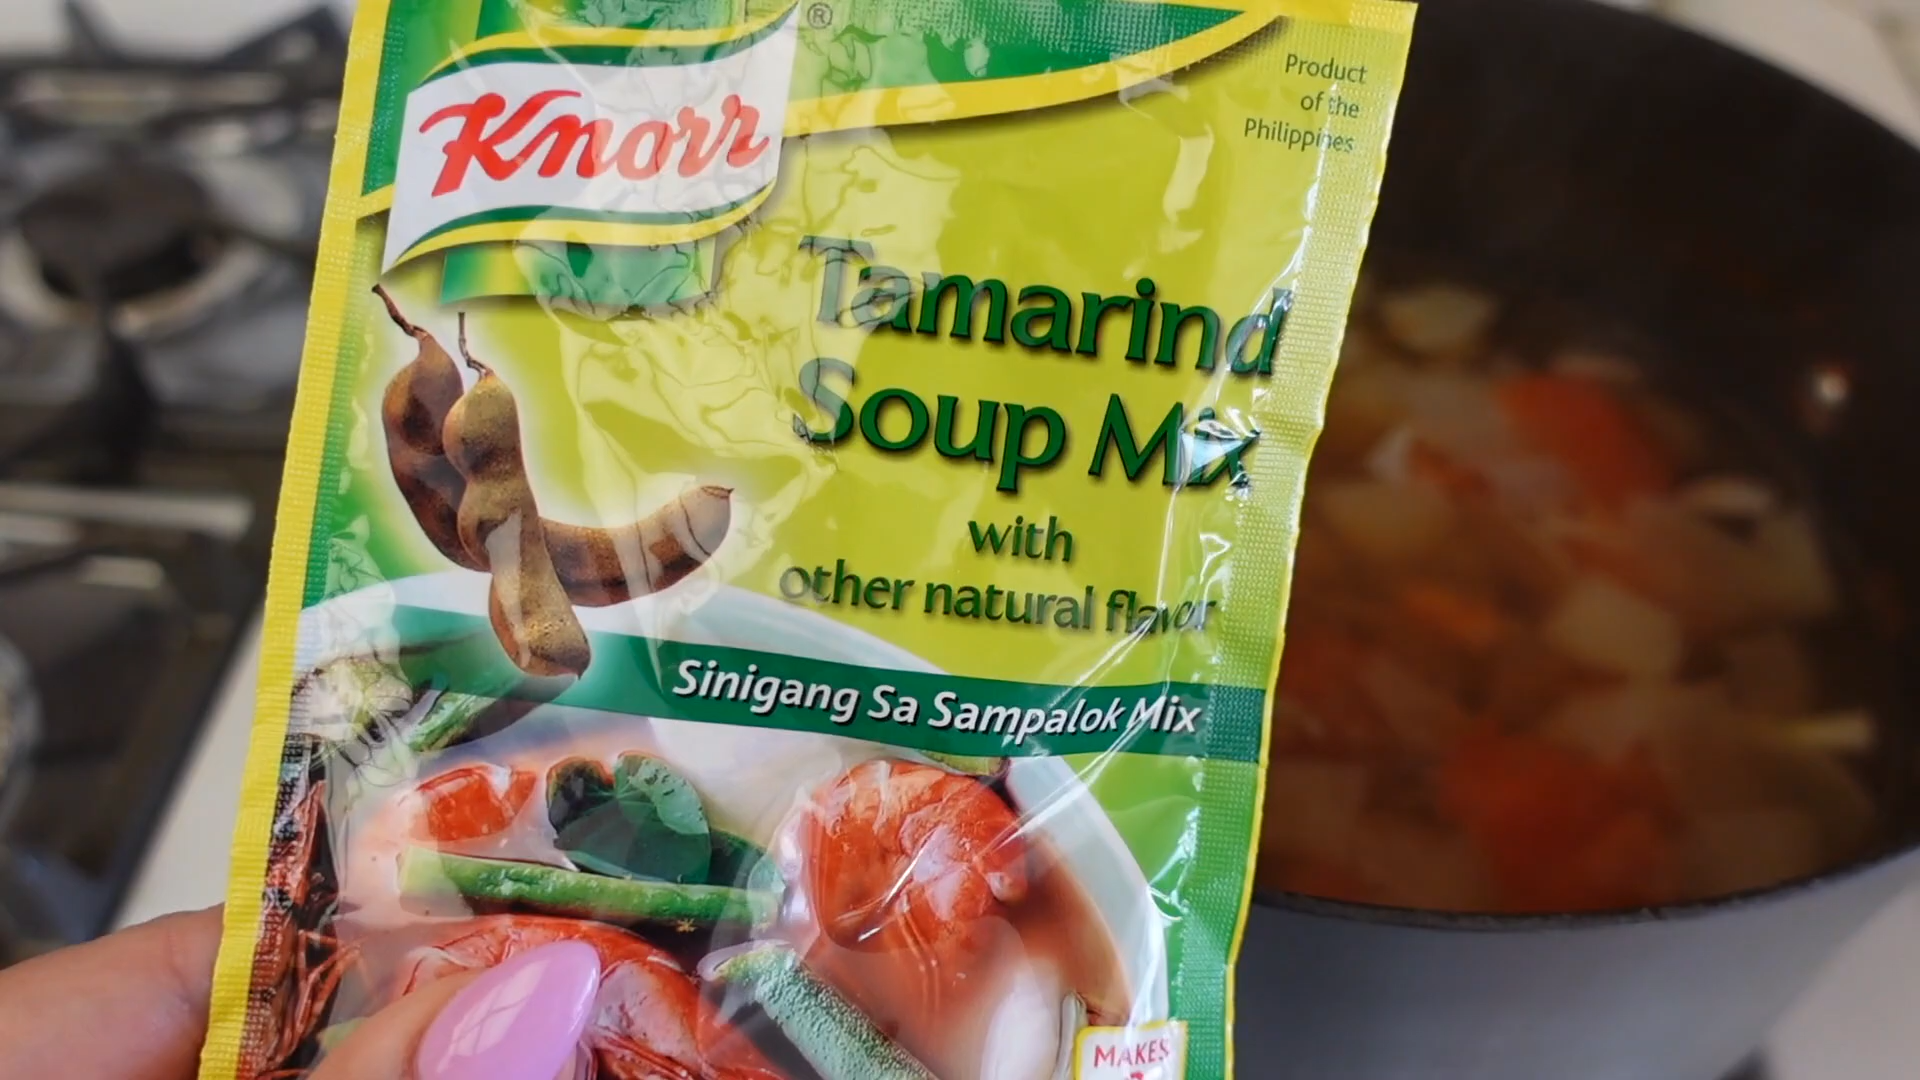 Knorr
®
Product
of the
Philippines
Tamarind
Soup Mix
with
other natural flavor
Sinigang Sa Sampalok Mix
MAKES